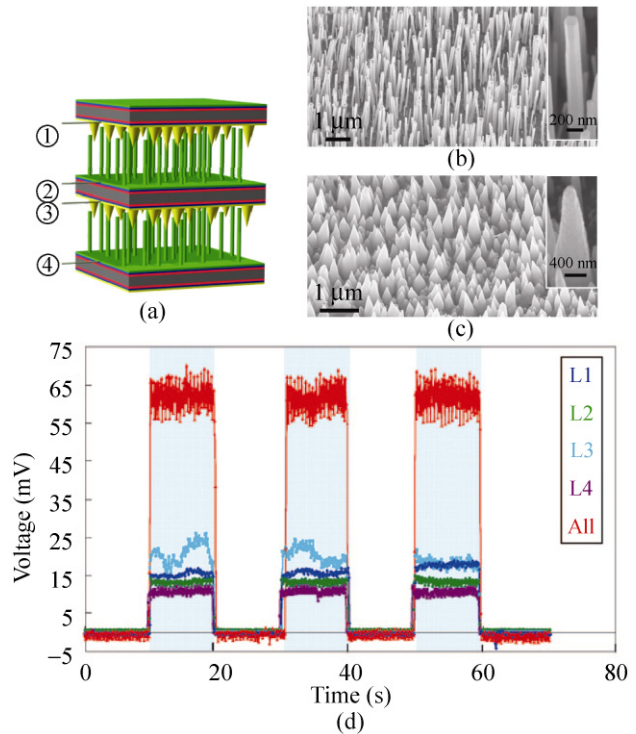 ①
②
③
④
(a)
1 μm
200 nm
(b)
1 μm
400 nm
(c)
75
65
55
45
35
25
15
5
−5
Voltage (mV)
L1
L2
L3
L4
All
0
20
40
60
80
Time (s)
(d)